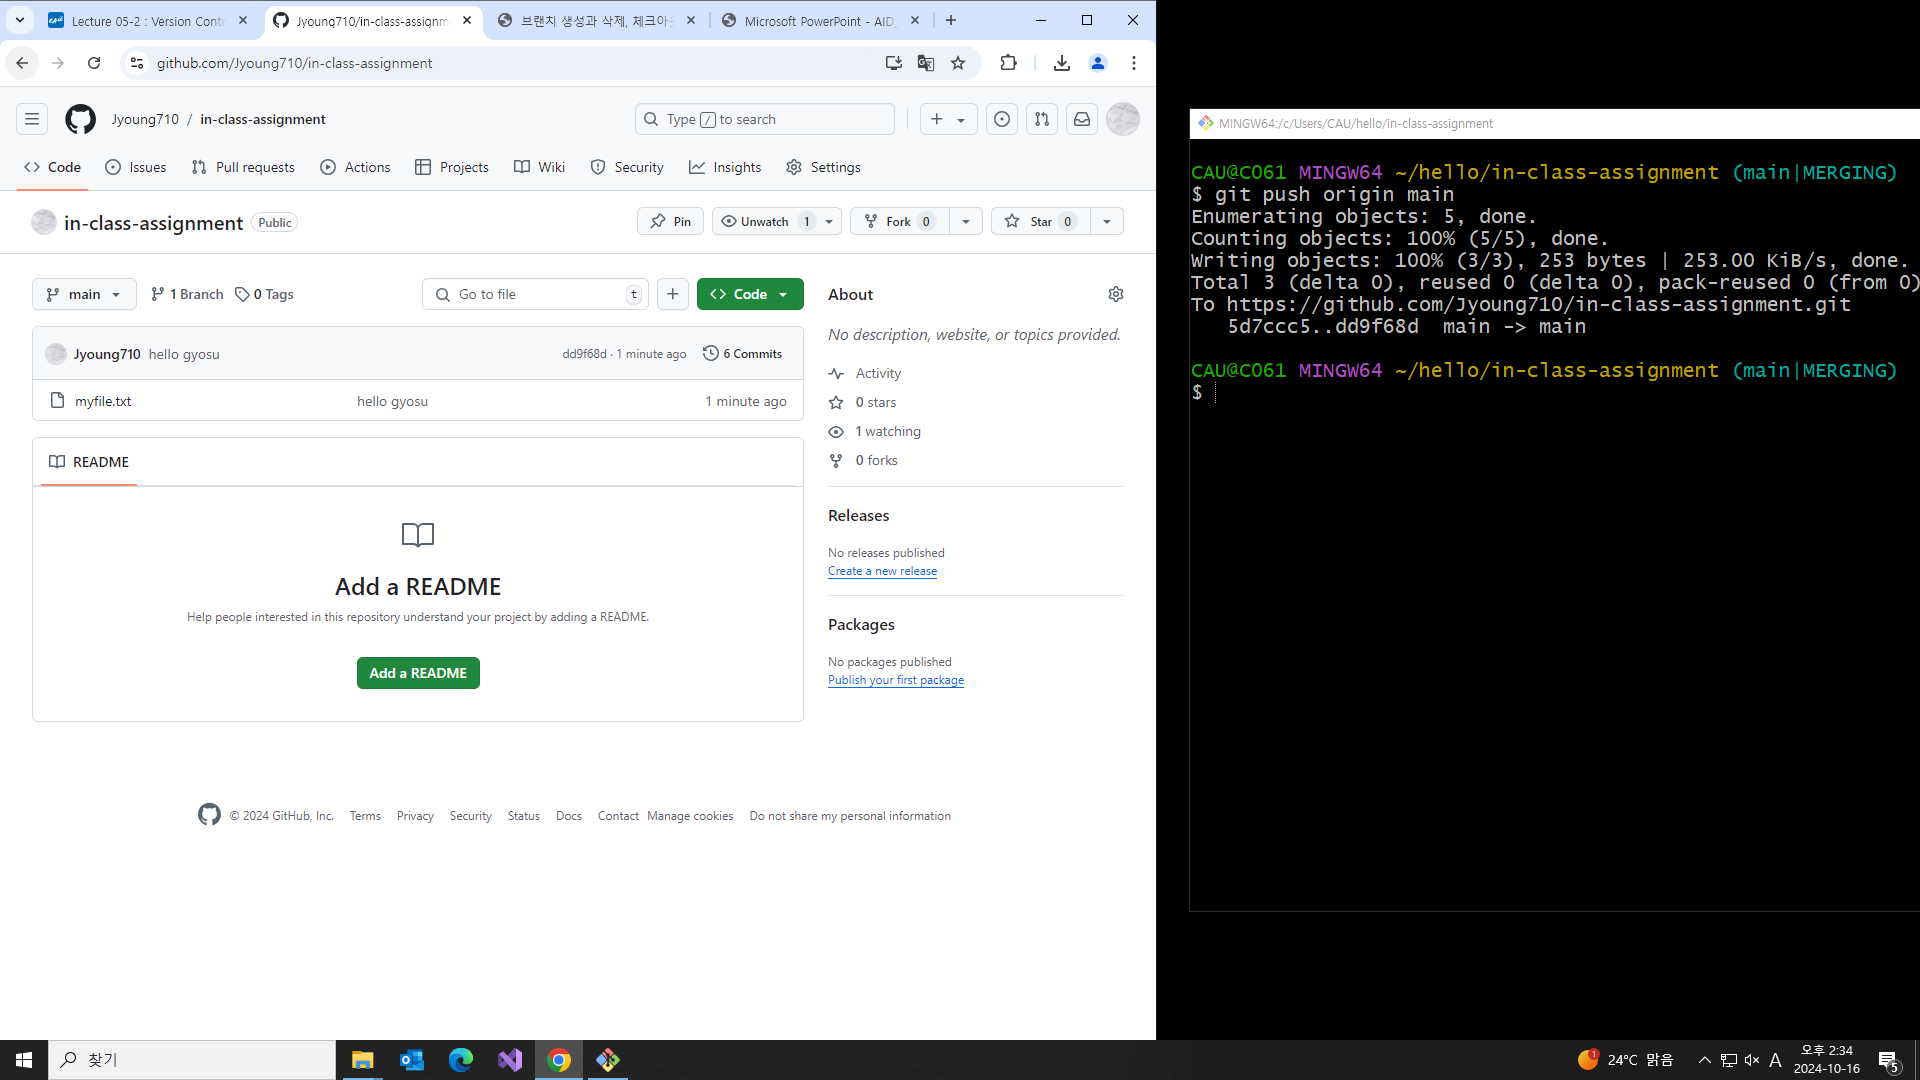 Lecture 05-2 : Version Contr
Jyoung710/in-class-assignm
브랜치 생성과 삭제, 체크아
Microsoft PowerPoint - AID_
github.com/Jyoung710/in-class-assignment
Jyoung710 / in-class-assignment
Type / to search
Code
Issues
Pull requests
Actions
Projects
Wiki
Security
Insights
Settings
in-class-assignment Public
Pin
Unwatch 1
Fork 0
Star 0
main
1 Branch
0 Tags
Go to file t
Code
Jyoung710 hello gyosu dd9f68d · 1 minute ago 6 Commits
myfile.txt hello gyosu 1 minute ago
README
Add a README
Help people interested in this repository understand your project by adding a README.
Add a README
About
No description, website, or topics provided.
Activity
0 stars
1 watching
0 forks
Releases
No releases published
Create a new release
Packages
No packages published
Publish your first package
© 2024 GitHub, Inc. Terms Privacy Security Status Docs Contact Manage cookies Do not share my personal information
MINGW64:/c/Users/CAU/hello/in-class-assignment
CAU@C061 MINGW64 ~/hello/in-class-assignment (main|MERGING)
$ git push origin main
Enumerating objects: 5, done.
Counting objects: 100% (5/5), done.
Writing objects: 100% (3/3), 253 bytes | 253.00 KiB/s, done.
Total 3 (delta 0), reused 0 (delta 0), pack-reused 0 (from 0)
To https://github.com/Jyoung710/in-class-assignment.git
5d7ccc5..dd9f68d main -> main
CAU@C061 MINGW64 ~/hello/in-class-assignment (main|MERGING)
$
찾기
1
24°C 맑음
A
오후 2:34
2024-10-16
5